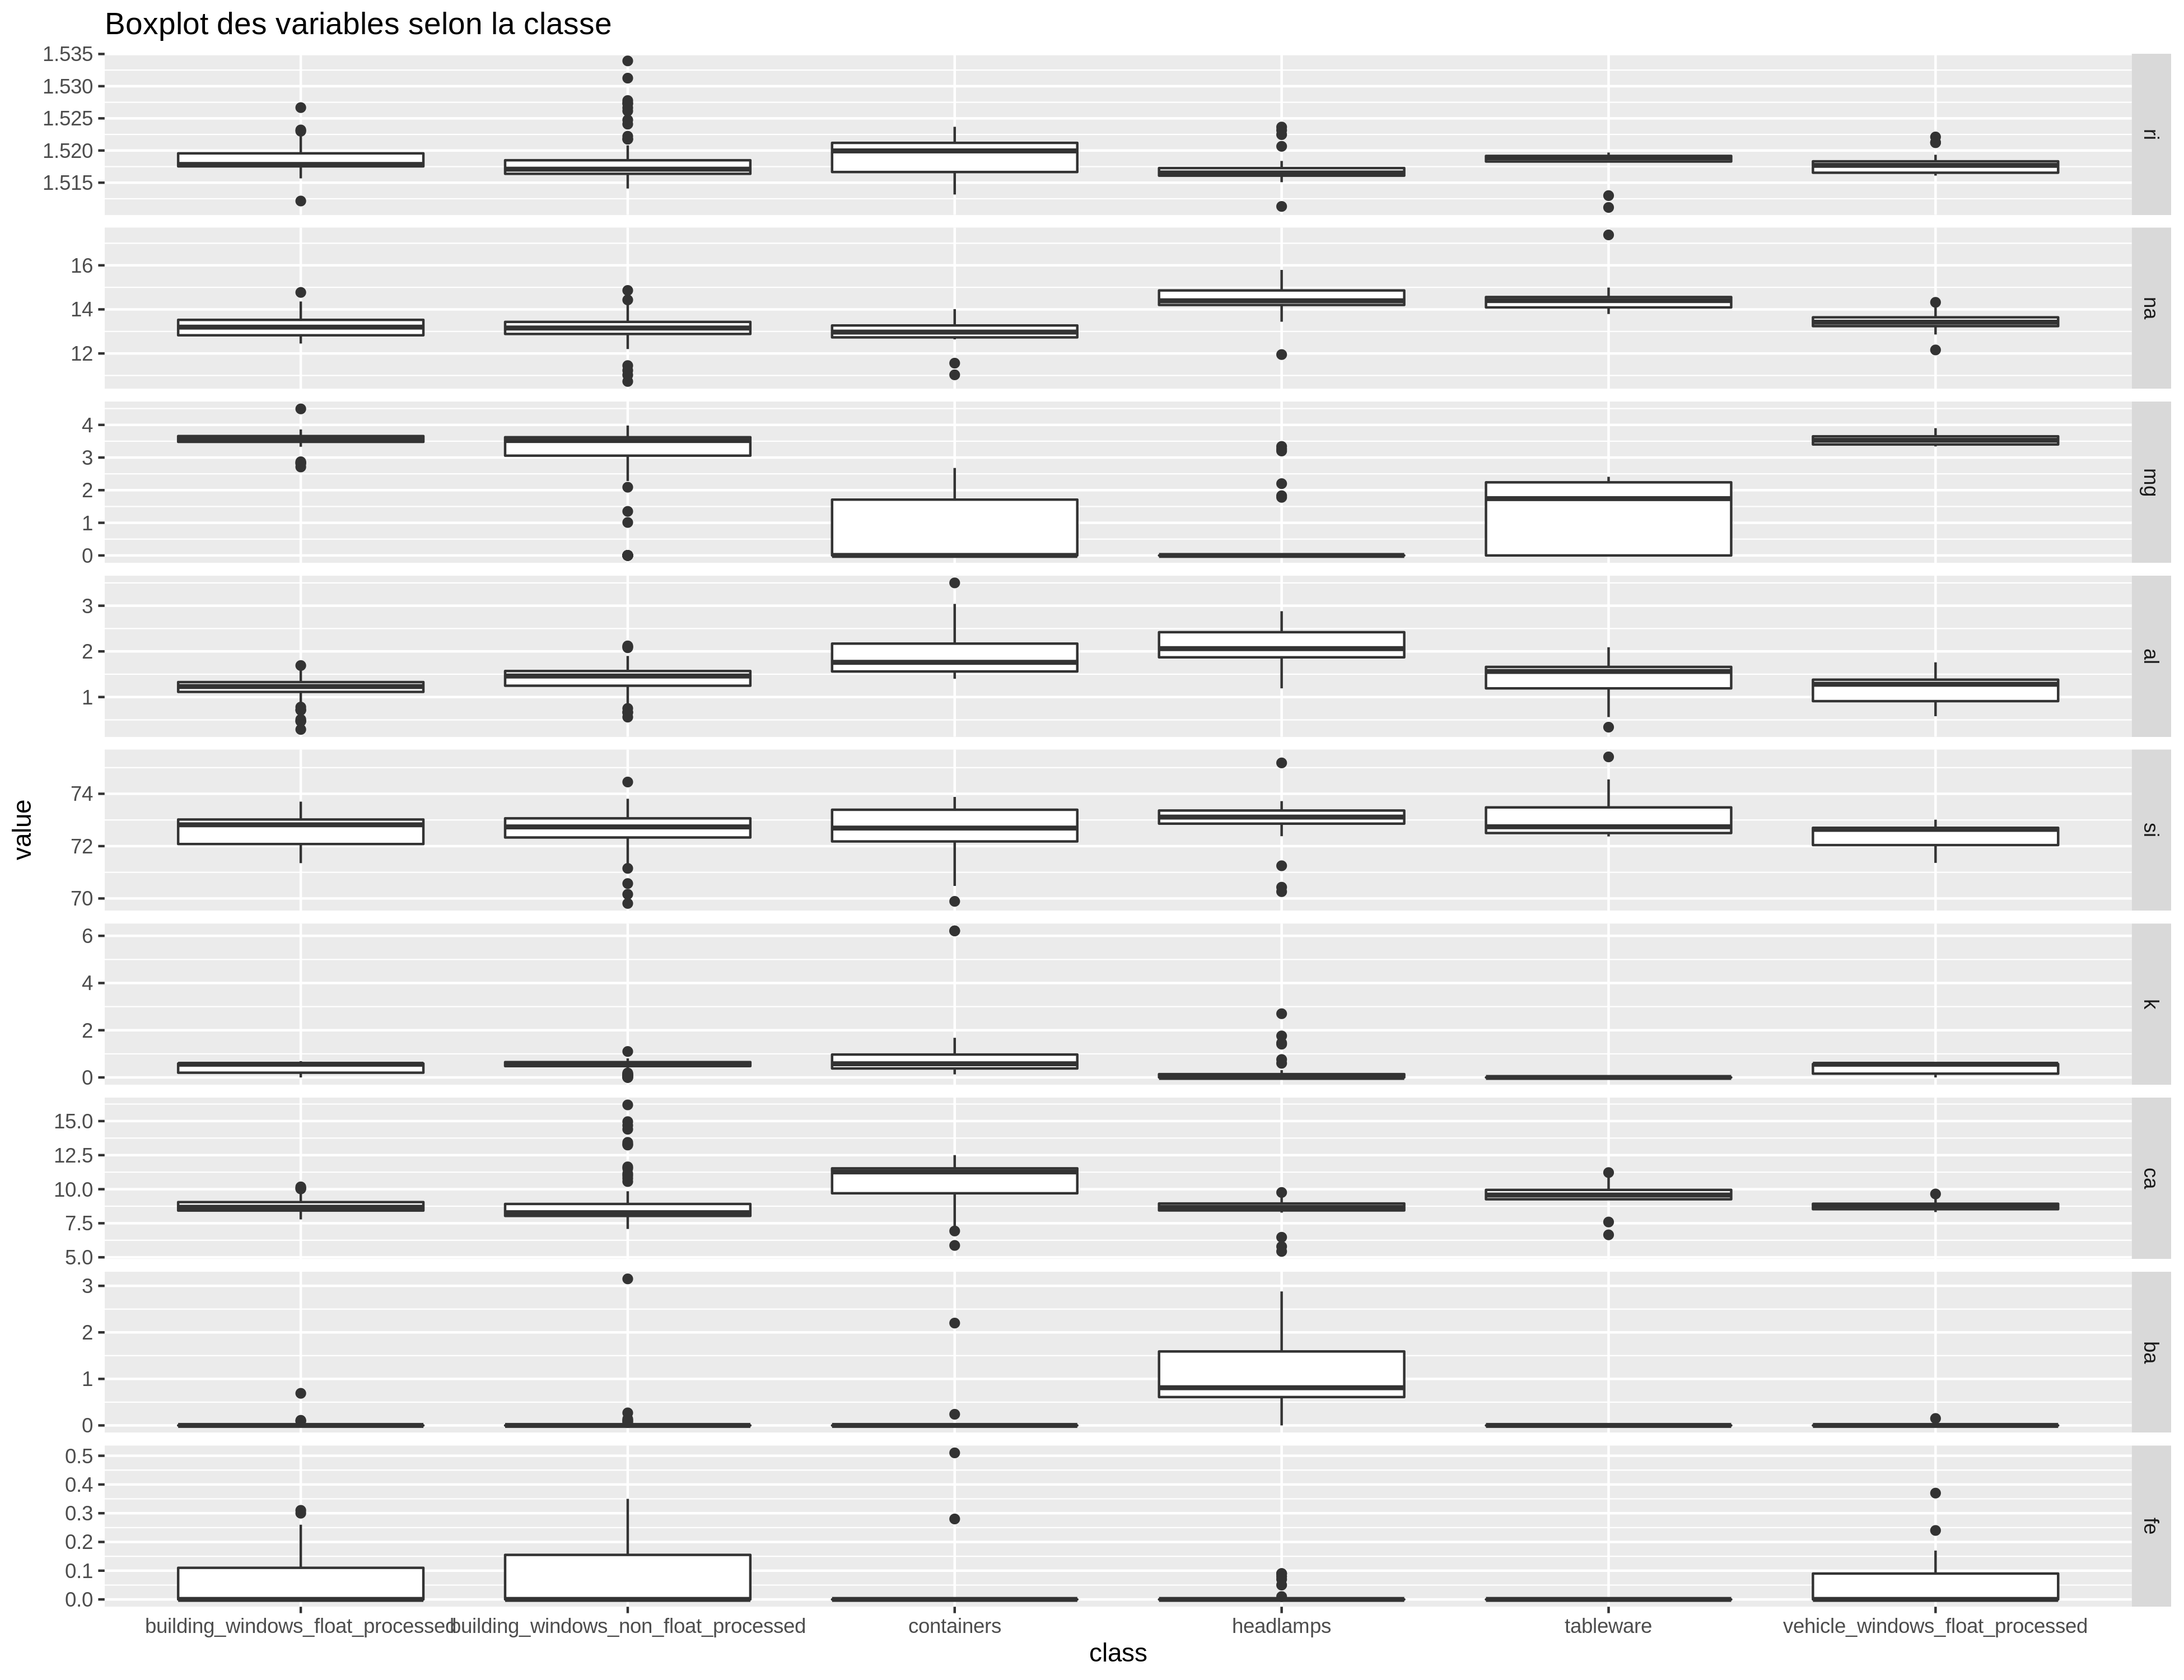 Boxplot des variables selon la classe
value
1.535
1.530
1.525
1.520
1.515
ri
16
14
12
na
4
3
2
1
0
mg
3
2
1
al
74
72
70
si
6
4
2
0
k
15.0
12.5
10.0
7.5
5.0
ca
3
2
1
0
ba
0.5
0.4
0.3
0.2
0.1
0.0
fe
building_windows_float_processed building_windows_non_float_processed containers headlamps tableware vehicle_windows_float_processed
class